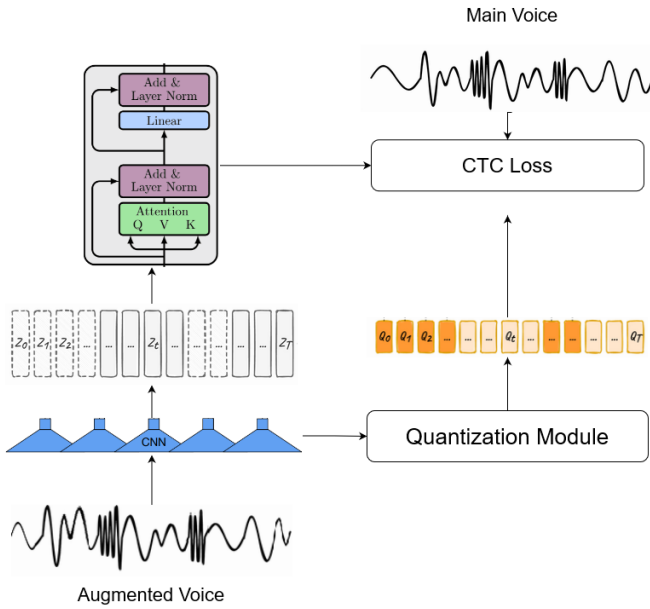 Main Voice
Add &
Layer Norm
Linear
Add &
Layer Norm
Attention
Q V K
CTC Loss
Z0 Z1 Z2 ... ... ... Zt ... ... ... ... ... ZT
Q0 Q1 Q2 ... ... ... Qt ... ... ... ... ... QT
CNN
Quantization Module
Augmented Voice